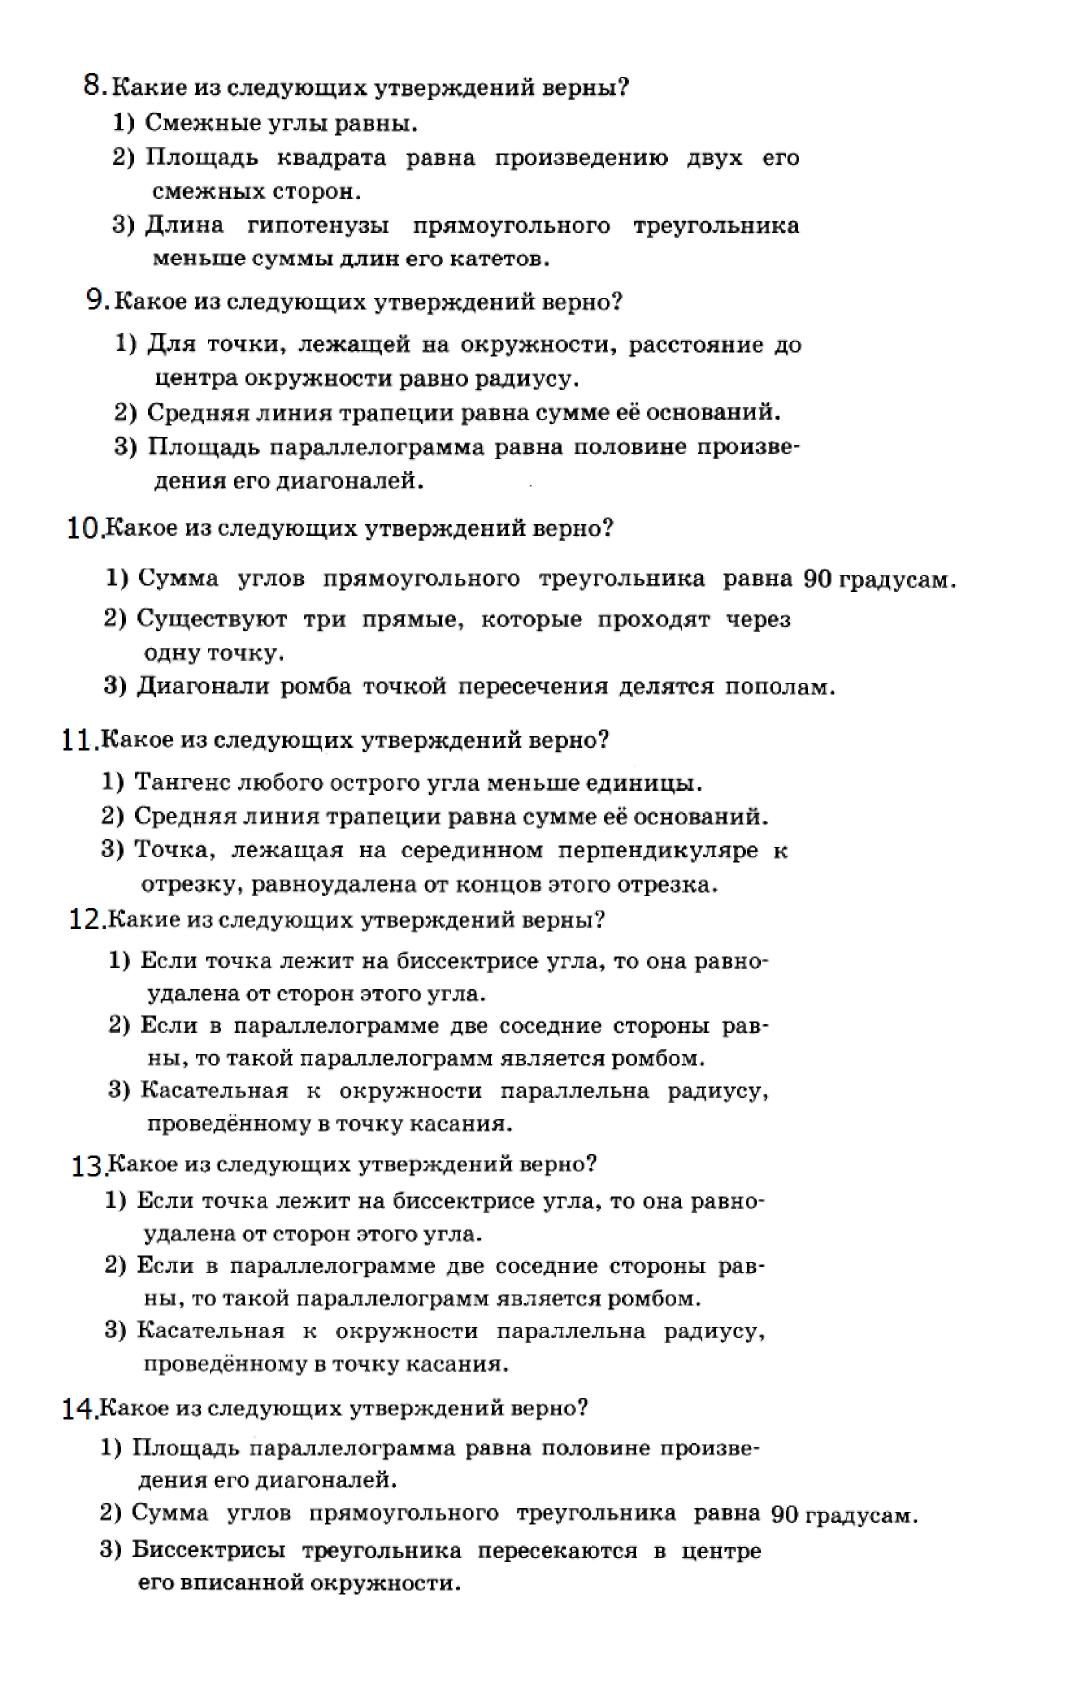 8. Какие из следующих утверждений верны?
1) Смежные углы равны.
2) Площадь квадрата равна произведению двух его
смежных сторон.
3) Длина гипотенузы прямоугольного треугольника
меньше суммы длин его катетов.
9. Какое из следующих утверждений верно?
1) Для точки, лежащей на окружности, расстояние до
центра окружности равно радиусу.
2) Средняя линия трапеции равна сумме её оснований.
3) Площадь параллелограмма равна половине произве-
дения его диагоналей.
10. Какое из следующих утверждений верно?
1) Сумма углов прямоугольного треугольника равна 90 градусам.
2) Существуют три прямые, которые проходят через
одну точку.
3) Диагонали ромба точкой пересечения делятся пополам.
11. Какое из следующих утверждений верно?
1) Тангенс любого острого угла меньше единицы.
2) Средняя линия трапеции равна сумме её оснований.
3) Точка, лежащая на серединном перпендикуляре к
отрезку, равноудалена от концов этого отрезка.
12. Какие из следующих утверждений верны?
1) Если точка лежит на биссектрисе угла, то она равно-
удалена от сторон этого угла.
2) Если в параллелограмме две соседние стороны рав-
ны, то такой параллелограмм является ромбом.
3) Касательная к окружности параллельна радиусу,
проведённому в точку касания.
13. Какое из следующих утверждений верно?
1) Если точка лежит на биссектрисе угла, то она равно-
удалена от сторон этого угла.
2) Если в параллелограмме две соседние стороны рав-
ны, то такой параллелограмм является ромбом.
3) Касательная к окружности параллельна радиусу,
проведённому в точку касания.
14. Какое из следующих утверждений верно?
1) Площадь параллелограмма равна половине произве-
дения его диагоналей.
2) Сумма углов прямоугольного треугольника равна 90 градусам.
3) Биссектрисы треугольника пересекаются в центре
его вписанной окружности.